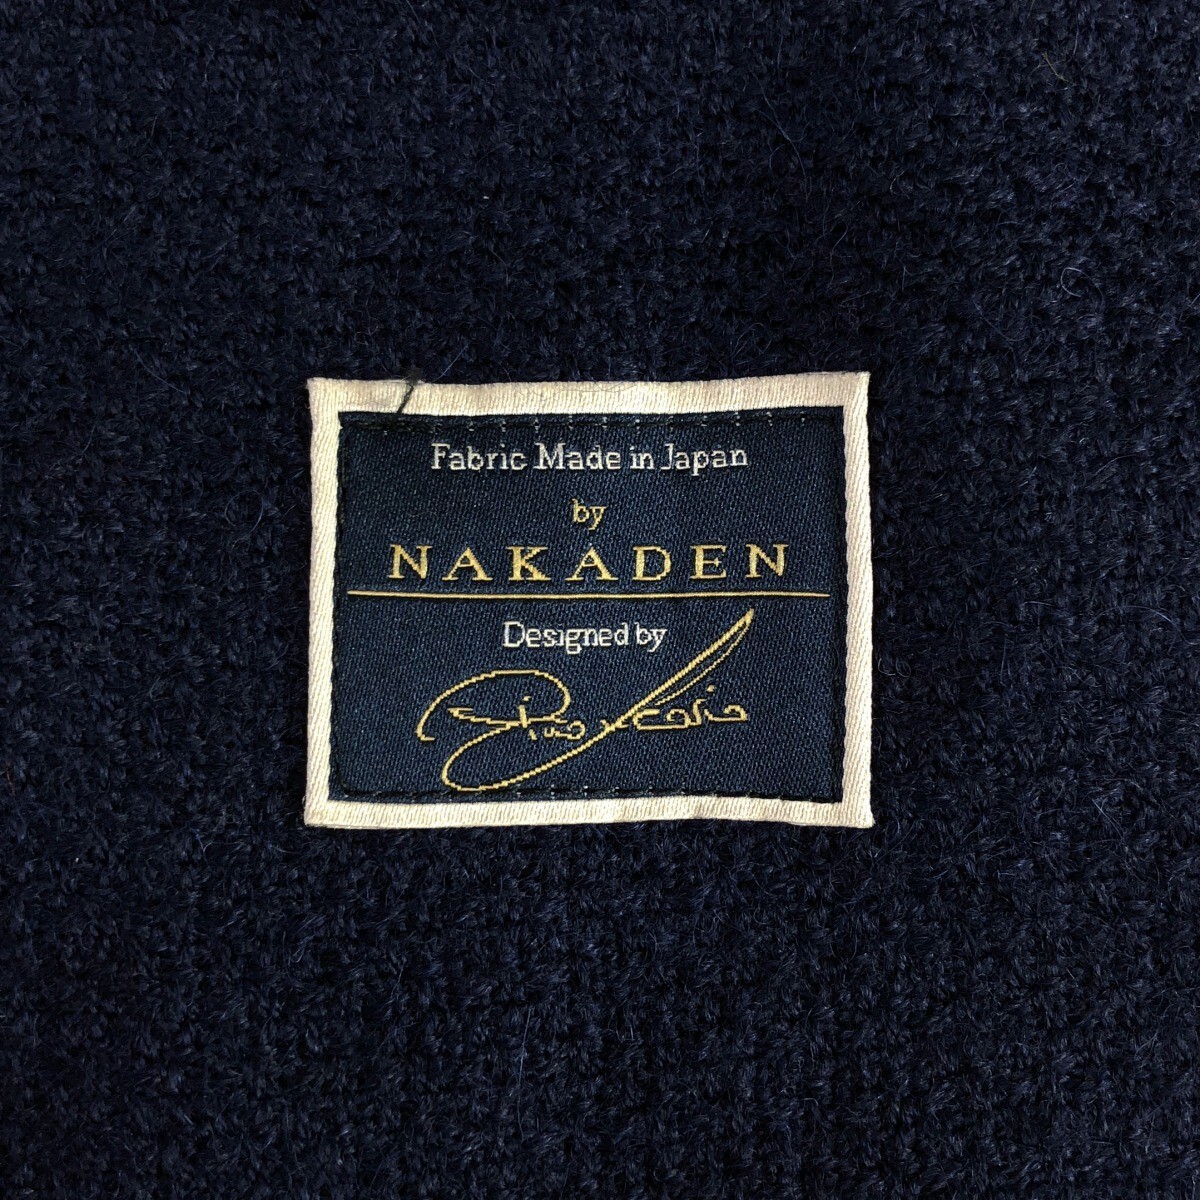 Fabric Made in Japan
by
NAKADEN
Designed by